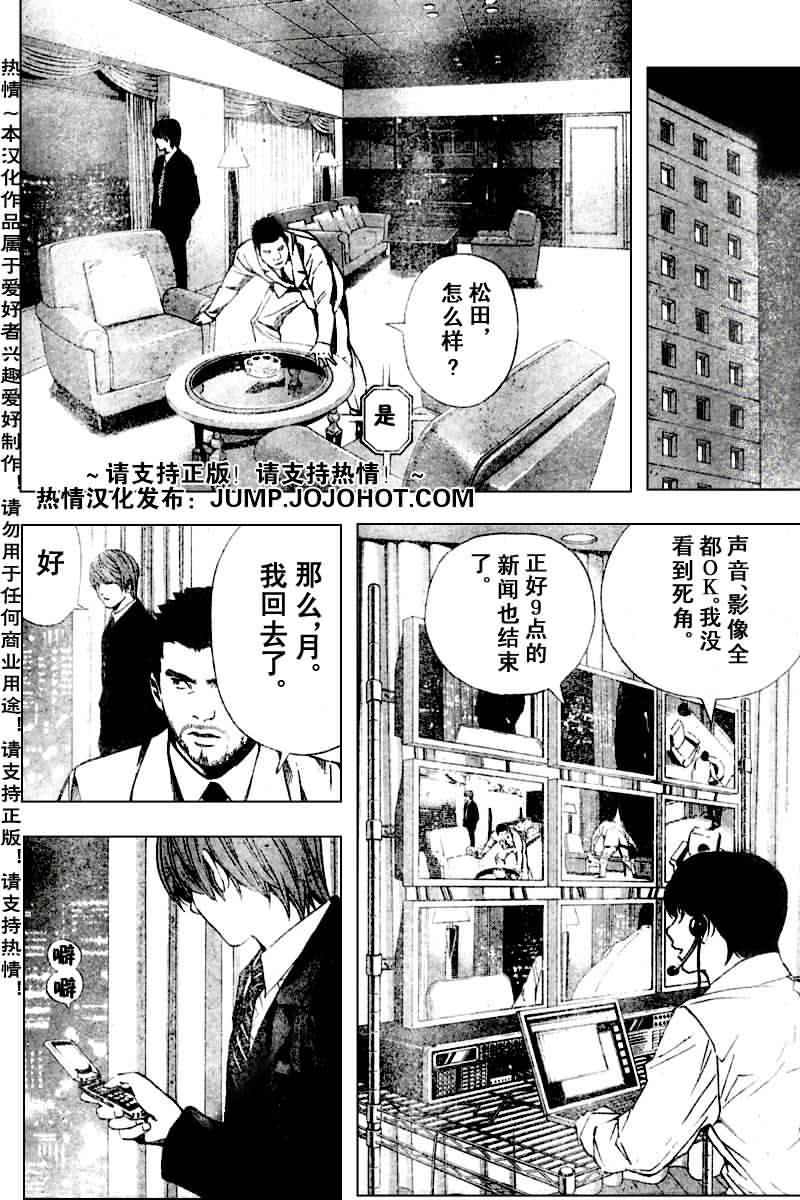 松田，
怎么样？
是
～请支持正版！请支持热情！～
热情汉化发布：JUMP.JOJOHOT.COM
声音、影像全
都OK。我没
看到死角。
正好9点的
新闻也结束
了。
那么，月。
我回去了。
好
噼
噼
热情～本汉化作品属于爱好者兴趣爱好制作！请勿用于任何商业用途！请支持正版！请支持热情！